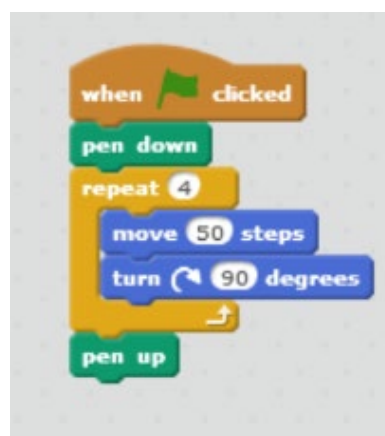 when clicked
pen down
repeat 4
move 50 steps
turn 90 degrees
pen up